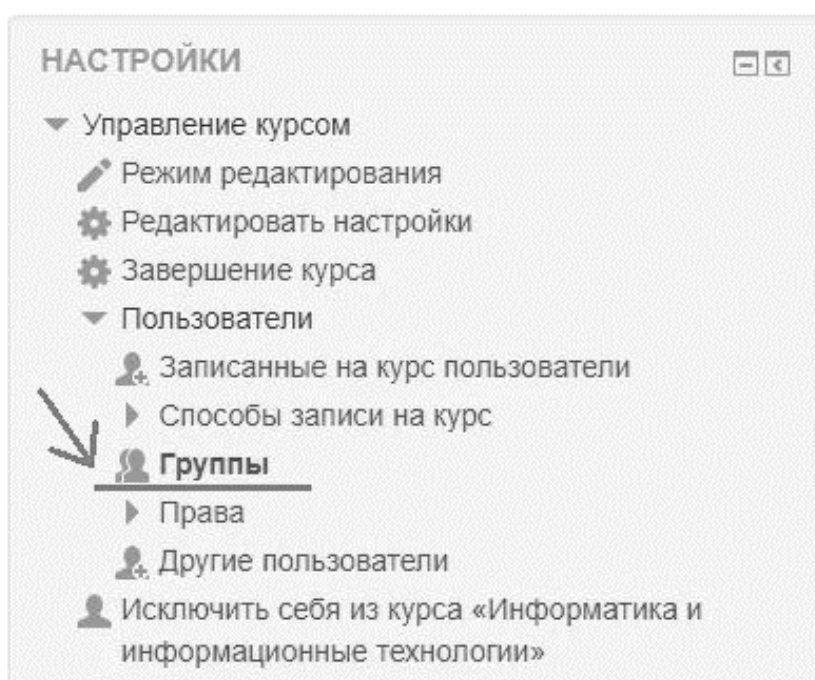 НАСТРОЙКИ
Управление курсом
Режим редактирования
Редактировать настройки
Завершение курса
Пользователи
Записанные на курс пользователи
Способы записи на курс
Группы
Права
Другие пользователи
Исключить себя из курса «Информатика и
информационные технологии»